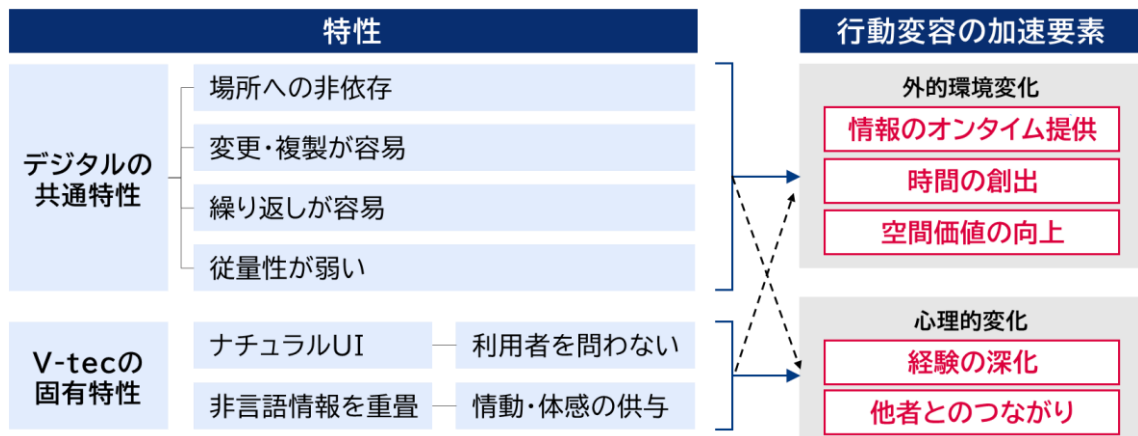 特性
行動変容の加速要素
デジタルの
共通特性
場所への非依存
変更・複製が容易
繰り返しが容易
従量性が弱い
V-tecの
固有特性
ナチュラルUI
利用者を問わない
非言語情報を重畳
情動・体感の供与
外的環境変化
情報のオンタイム提供
時間の創出
空間価値の向上
心理的変化
経験の深化
他者とのつながり